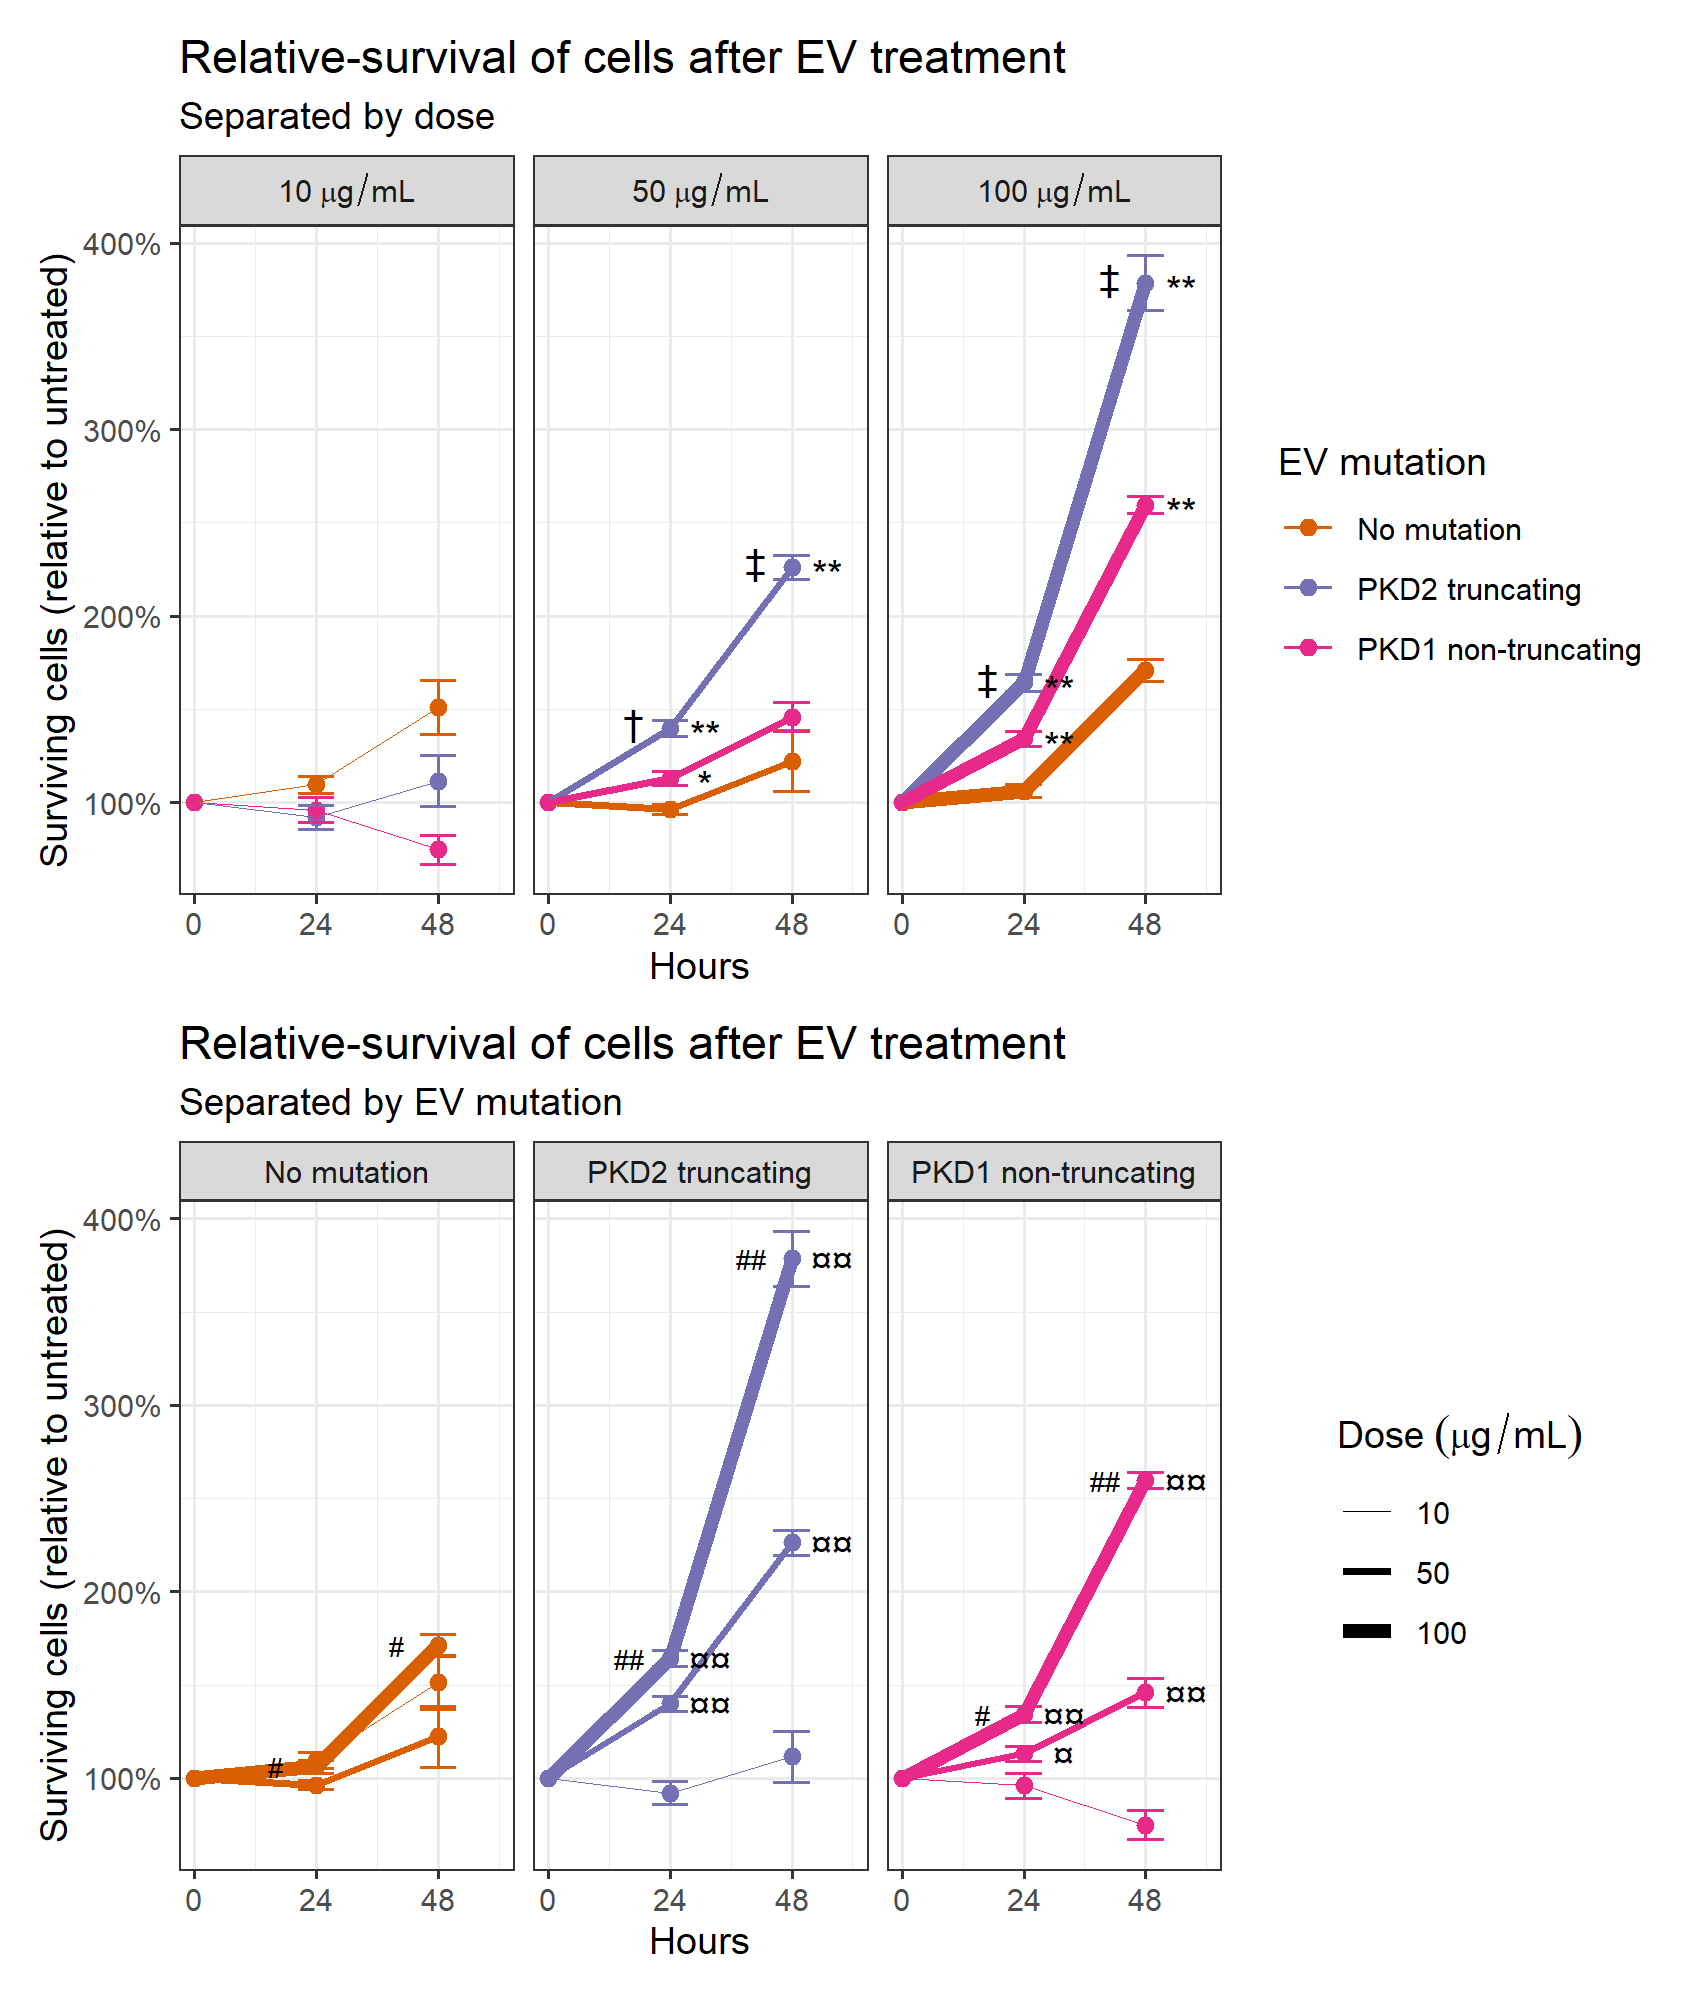 Relative-survival of cells after EV treatment
Separated by dose
10 μg/mL 50 μg/mL 100 μg/mL
Surviving cells (relative to untreated)
400%
300%
200%
100%
‡ **
**
‡ **
‡ **
† **
**
*
0 24 48 0 24 48 0 24 48
Hours
EV mutation
No mutation
PKD2 truncating
PKD1 non-truncating
Relative-survival of cells after EV treatment
Separated by EV mutation
No mutation PKD2 truncating PKD1 non-truncating
Surviving cells (relative to untreated)
400%
300%
200%
100%
## ¤¤
## ¤¤
¤¤
#
## ¤¤
¤¤
¤¤
# ¤¤
¤
#
0 24 48 0 24 48 0 24 48
Hours
Dose (μg/mL)
10
50
100